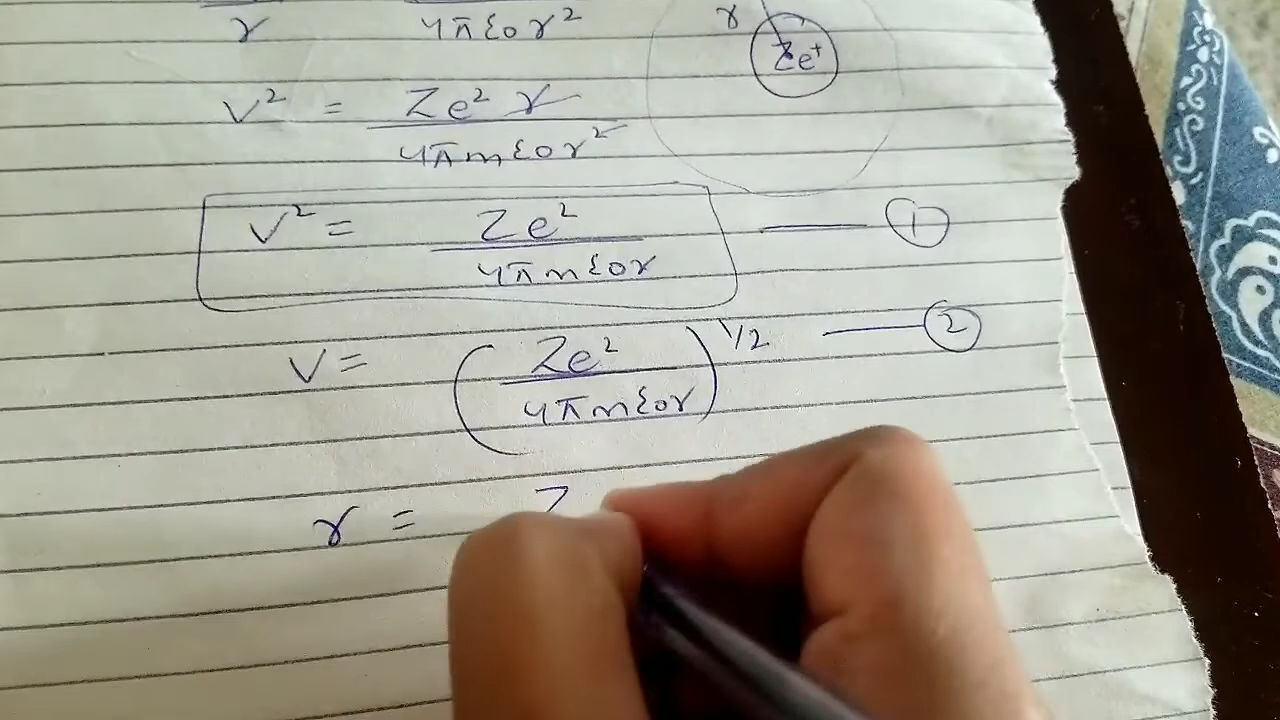 r 4πε0r²
r
Ze+
v² = Ze² r / 4πmε0r²
v² = Ze² / 4πmε0r —— 1
v = (Ze² / 4πmε0r)^1/2 —— 2
r = Z